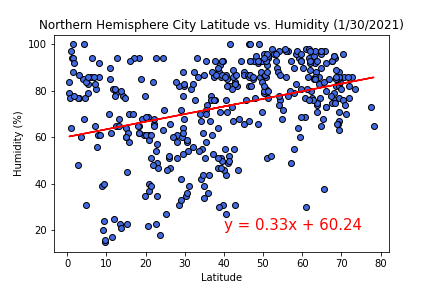 Northern Hemisphere City Latitude vs. Humidity (1/30/2021)
Humidity (%)
100
80
60
40
20
y = 0.33x + 60.24
0 10 20 30 40 50 60 70 80
Latitude